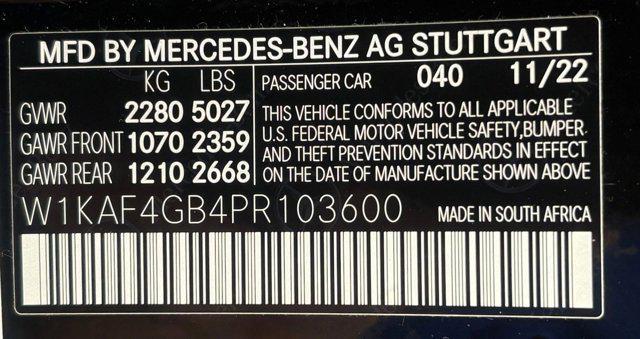 MFD BY MERCEDES-BENZ AG STUTTGART
KG LBS
GVWR 2280 5027
GAWR FRONT 1070 2359
GAWR REAR 1210 2668
PASSENGER CAR 040 11/22
THIS VEHICLE CONFORMS TO ALL APPLICABLE
U.S. FEDERAL MOTOR VEHICLE SAFETY,BUMPER,
AND THEFT PREVENTION STANDARDS IN EFFECT
ON THE DATE OF MANUFACTURE SHOWN ABOVE
W1KAF4GB4PR103600
MADE IN SOUTH AFRICA